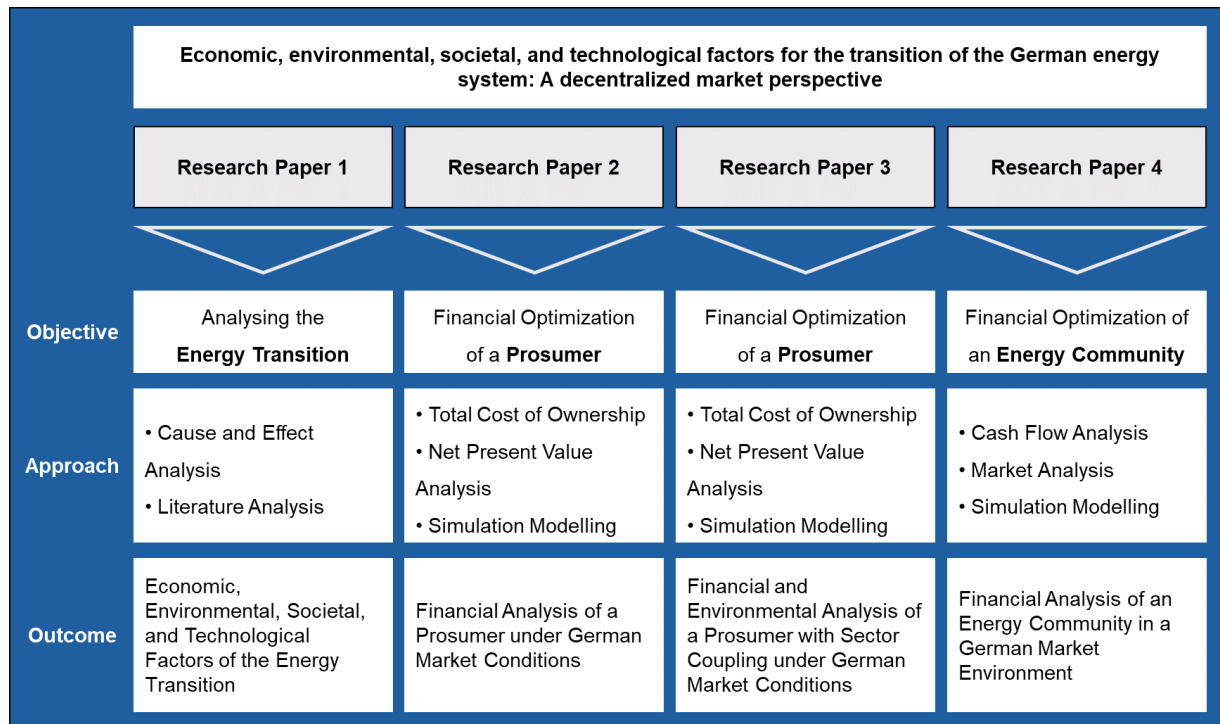 Economic, environmental, societal, and technological factors for the transition of the German energy
system: A decentralized market perspective
Research Paper 1
Research Paper 2
Research Paper 3
Research Paper 4
Objective
Analysing the
Energy Transition
Financial Optimization
of a Prosumer
Financial Optimization
of a Prosumer
Financial Optimization of
an Energy Community
Approach
• Cause and Effect
Analysis
• Literature Analysis
• Total Cost of Ownership
• Net Present Value
Analysis
• Simulation Modelling
• Total Cost of Ownership
• Net Present Value
Analysis
• Simulation Modelling
• Cash Flow Analysis
• Market Analysis
• Simulation Modelling
Outcome
Economic,
Environmental, Societal,
and Technological
Factors of the Energy
Transition
Financial Analysis of a
Prosumer under German
Market Conditions
Financial and
Environmental Analysis of
a Prosumer with Sector
Coupling under German
Market Conditions
Financial Analysis of an
Energy Community in a
German Market
Environment